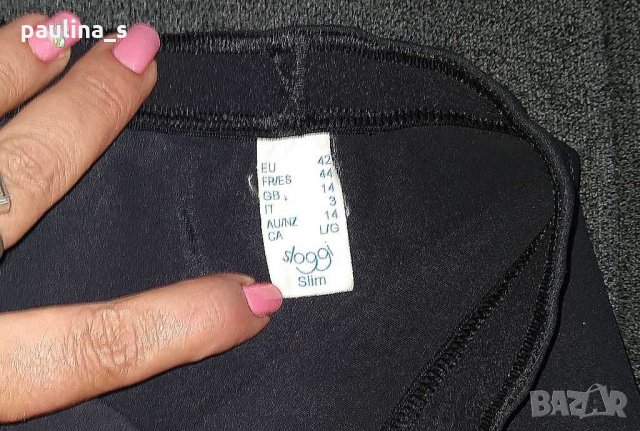 paulina_s
EU 42
FR/ES 44
GB 14
IT 3
AU/NZ 14
CA L/G
sloggi
Slim
BAZAR